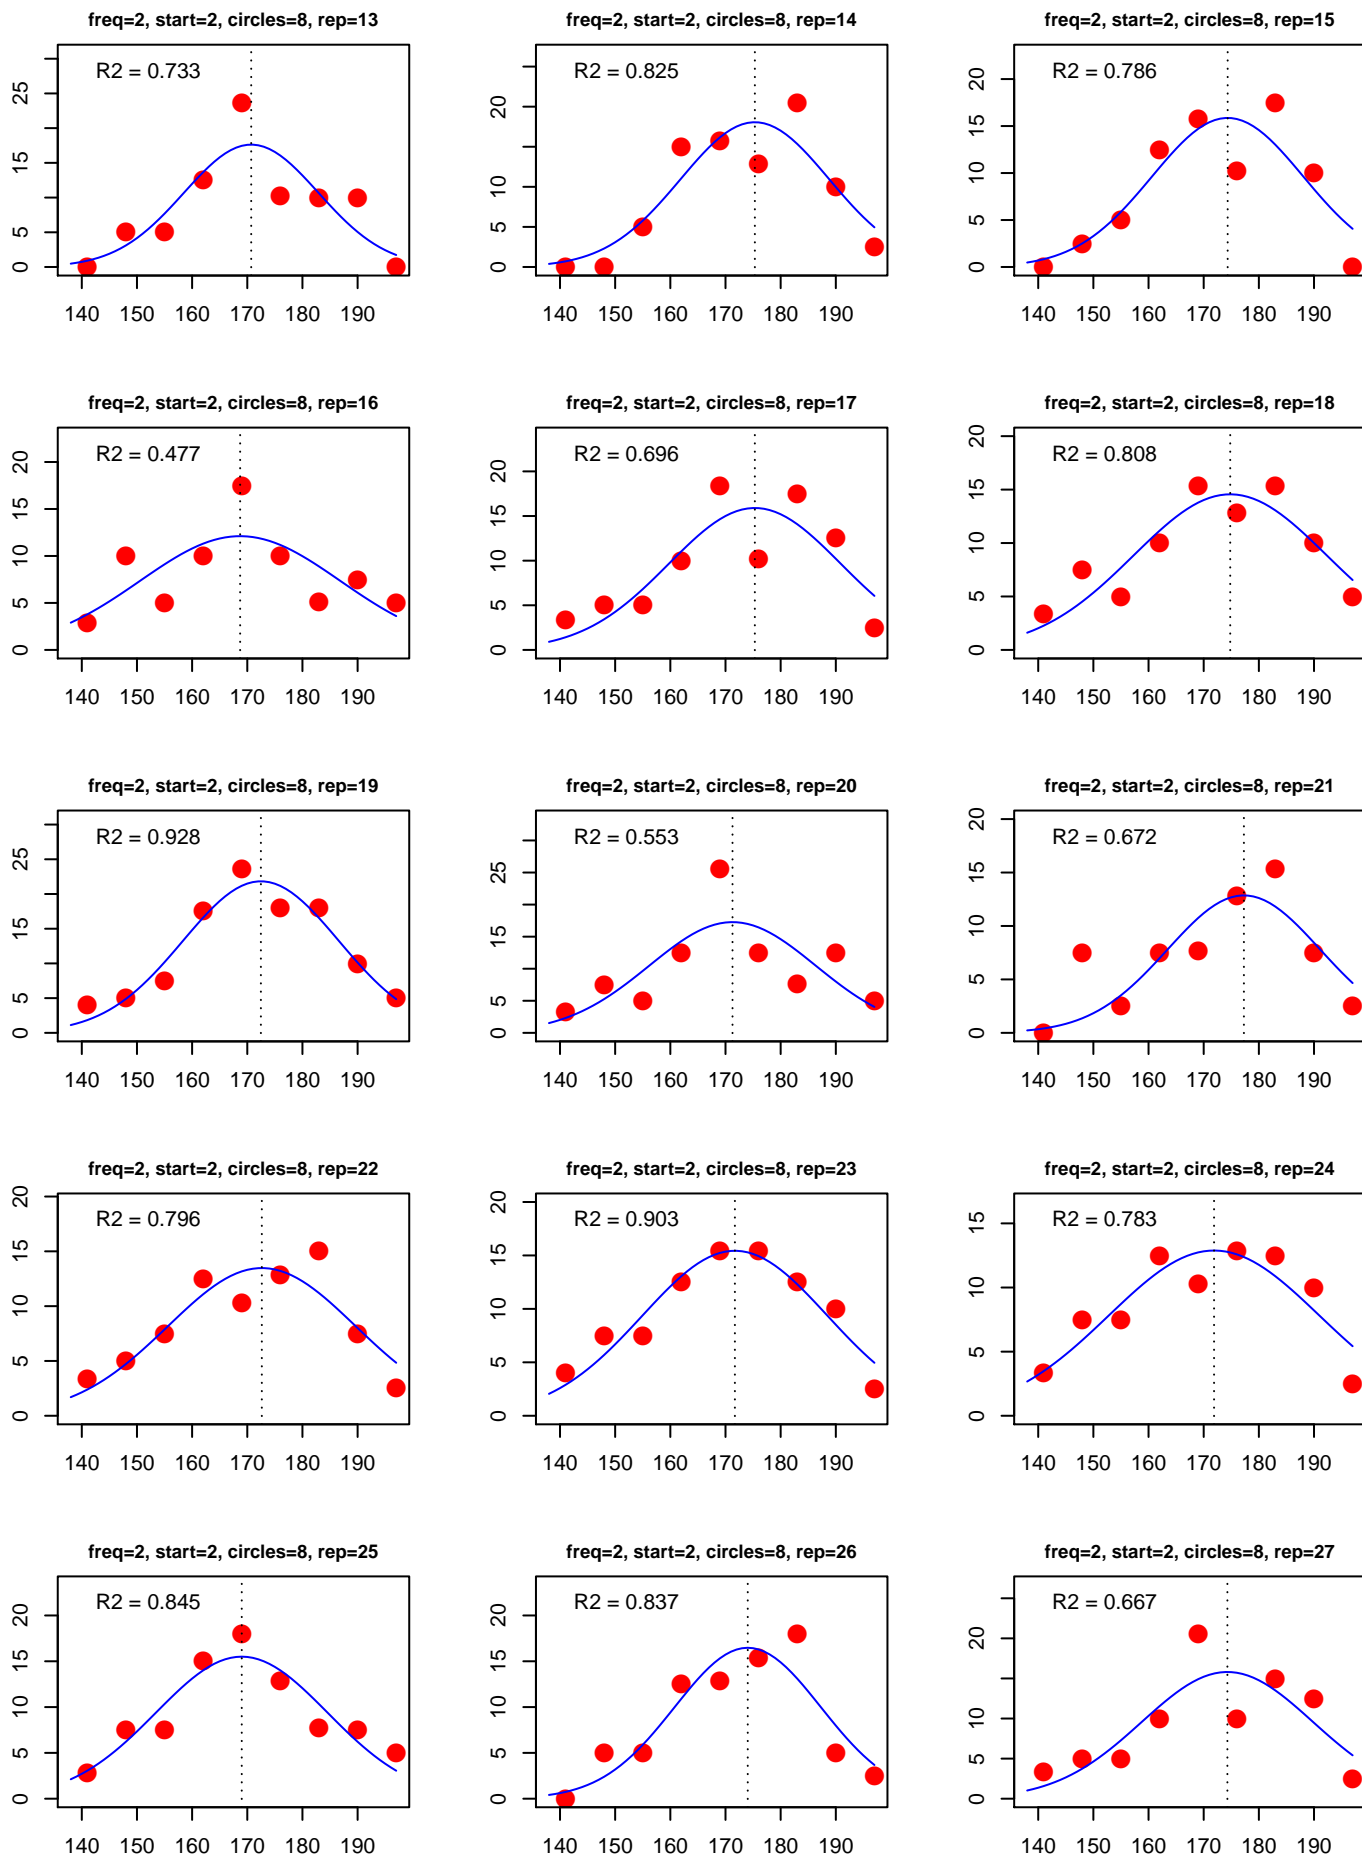 freq=2, start=2, circles=8, rep=13
R2 = 0.733
25
15
5
0
140 150 160 170 180 190
freq=2, start=2, circles=8, rep=14
R2 = 0.825
20
10
5
0
140 150 160 170 180 190
freq=2, start=2, circles=8, rep=15
R2 = 0.786
20
15
10
5
0
140 150 160 170 180 190
freq=2, start=2, circles=8, rep=16
R2 = 0.477
20
15
10
5
0
140 150 160 170 180 190
freq=2, start=2, circles=8, rep=17
R2 = 0.696
20
15
10
5
0
140 150 160 170 180 190
freq=2, start=2, circles=8, rep=18
R2 = 0.808
20
15
10
5
0
140 150 160 170 180 190
freq=2, start=2, circles=8, rep=19
R2 = 0.928
25
15
5
0
140 150 160 170 180 190
freq=2, start=2, circles=8, rep=20
R2 = 0.553
25
15
5
0
140 150 160 170 180 190
freq=2, start=2, circles=8, rep=21
R2 = 0.672
20
15
10
5
0
140 150 160 170 180 190
freq=2, start=2, circles=8, rep=22
R2 = 0.796
20
15
10
5
0
140 150 160 170 180 190
freq=2, start=2, circles=8, rep=23
R2 = 0.903
20
15
10
5
0
140 150 160 170 180 190
freq=2, start=2, circles=8, rep=24
R2 = 0.783
15
10
5
0
140 150 160 170 180 190
freq=2, start=2, circles=8, rep=25
R2 = 0.845
20
15
10
5
0
140 150 160 170 180 190
freq=2, start=2, circles=8, rep=26
R2 = 0.837
20
15
10
5
0
140 150 160 170 180 190
freq=2, start=2, circles=8, rep=27
R2 = 0.667
20
10
5
0
140 150 160 170 180 190